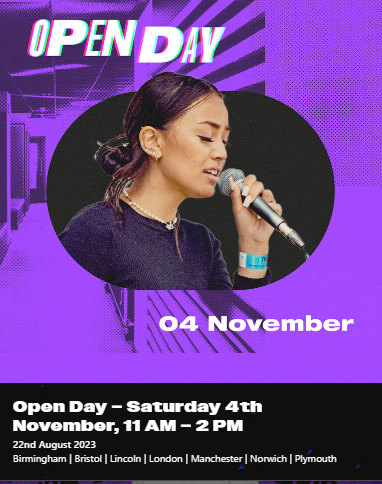 OPEN DAY
04 November
Open Day – Saturday 4th
November, 11 AM – 2 PM
22nd August 2023
Birmingham | Bristol | Lincoln | London | Manchester | Norwich | Plymouth